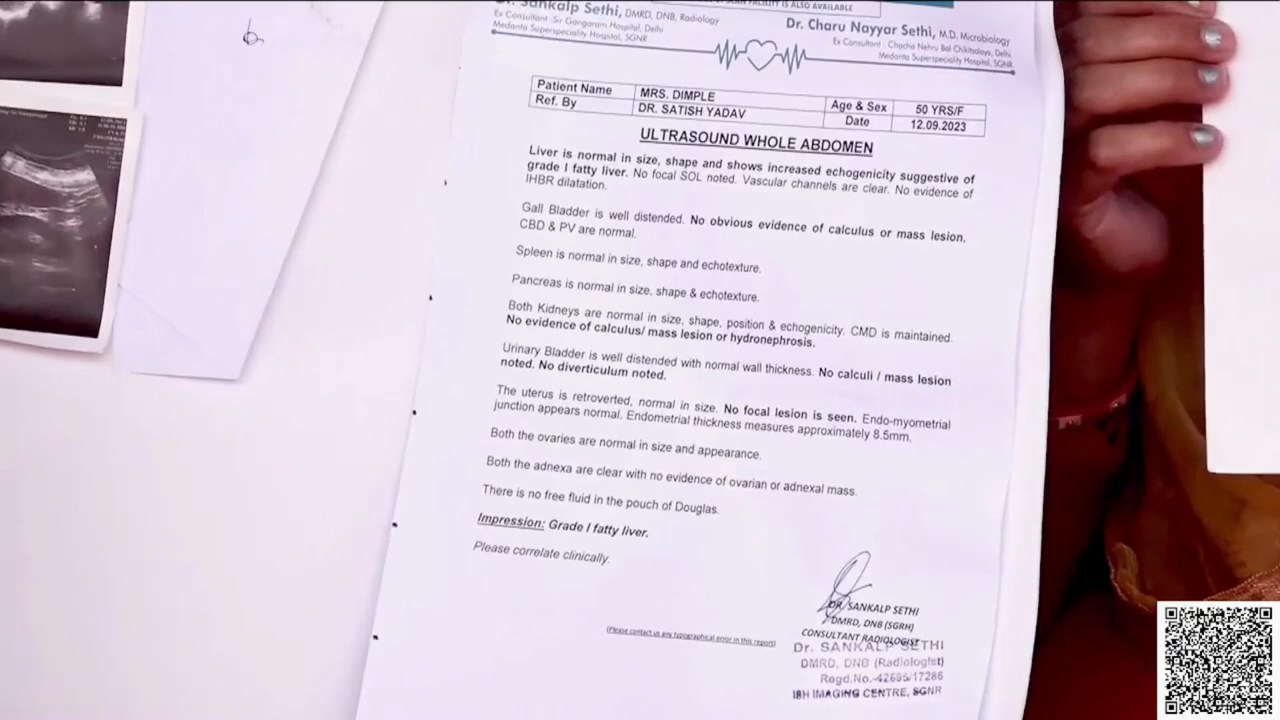 FACILITY IS ALSO AVAILABLE
Dr. Sankalp Sethi, DMRD, DNB, Radiology
Ex Consultant :Sir Gangaram Hospital, Delhi
Medanta Superspeciality Hospital, SGNR
Dr. Charu Nayyar Sethi, M.D. Microbiology
Ex Consultant : Chacha Nehru Bal Chikitsalaya, Delhi
Medanta Superspeciality Hospital, SGNR
Patient Name MRS. DIMPLE Age & Sex 50 YRS/F
Ref. By DR. SATISH YADAV Date 12.09.2023
ULTRASOUND WHOLE ABDOMEN
Liver is normal in size, shape and shows increased echogenicity suggestive of
grade I fatty liver. No focal SOL noted. Vascular channels are clear. No evidence of
IHBR dilatation.
Gall Bladder is well distended. No obvious evidence of calculus or mass lesion.
CBD & PV are normal.
Spleen is normal in size, shape and echotexture.
Pancreas is normal in size, shape & echotexture.
Both Kidneys are normal in size, shape, position & echogenicity. CMD is maintained.
No evidence of calculus/ mass lesion or hydronephrosis.
Urinary Bladder is well distended with normal wall thickness. No calculi / mass lesion
noted. No diverticulum noted.
The uterus is retroverted, normal in size. No focal lesion is seen. Endo-myometrial
junction appears normal. Endometrial thickness measures approximately 8.5mm.
Both the ovaries are normal in size and appearance.
Both the adnexa are clear with no evidence of ovarian or adnexal mass.
There is no free fluid in the pouch of Douglas.
Impression: Grade I fatty liver.
Please correlate clinically.
DR. SANKALP SETHI
DMRD, DNB (SGRH)
CONSULTANT RADIOLOGIST
(Please contact us any typographical error in this report)
Dr. SANKALP SETHI
DMRD, DNB (Radiologist)
Regd.No.-42695/17286
I8H IMAGING CENTRE, SGNR